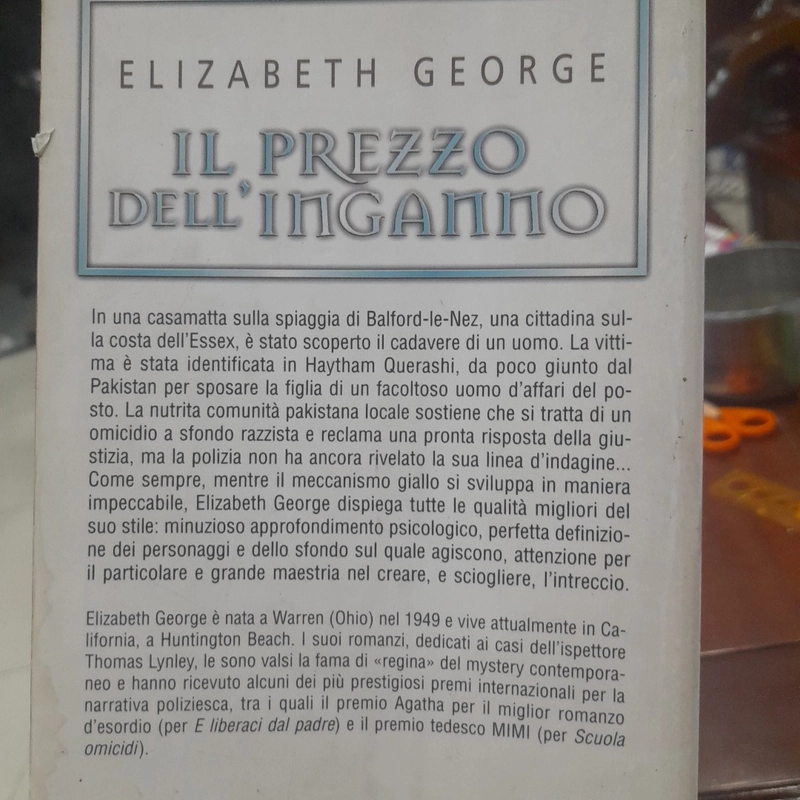 ELIZABETH GEORGE
IL PREZZO
DELL'INGANNO
In una casamatta sulla spiaggia di Balford-le-Nez, una cittadina sul-
la costa dell'Essex, è stato scoperto il cadavere di un uomo. La vitti-
ma è stata identificata in Haytham Querashi, da poco giunto dal
Pakistan per sposare la figlia di un facoltoso uomo d'affari del po-
sto. La nutrita comunità pakistana locale sostiene che si tratta di un
omicidio a sfondo razzista e reclama una pronta risposta della giu-
stizia, ma la polizia non ha ancora rivelato la sua linea d'indagine...
Come sempre, mentre il meccanismo giallo si sviluppa in maniera
impeccabile, Elizabeth George dispiega tutte le qualità migliori del
suo stile: minuzioso approfondimento psicologico, perfetta definizio-
ne dei personaggi e dello sfondo sul quale agiscono, attenzione per
il particolare e grande maestria nel creare, e sciogliere, l'intreccio.
Elizabeth George è nata a Warren (Ohio) nel 1949 e vive attualmente in Ca-
lifornia, a Huntington Beach. I suoi romanzi, dedicati ai casi dell'ispettore
Thomas Lynley, le sono valsi la fama di «regina» del mystery contempora-
neo e hanno ricevuto alcuni dei più prestigiosi premi internazionali per la
narrativa poliziesca, tra i quali il premio Agatha per il miglior romanzo
d'esordio (per E liberaci dal padre) e il premio tedesco MIMI (per Scuola
omicidi).